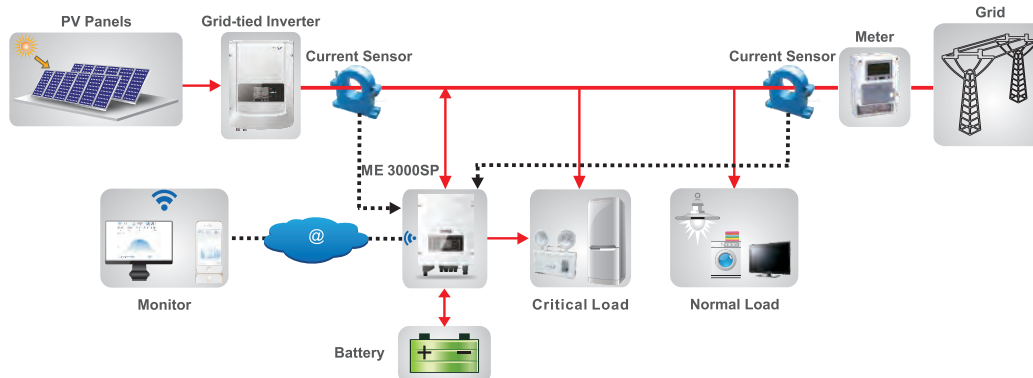 PV Panels
Grid-tied Inverter
Current Sensor
Current Sensor
Meter
Grid
ME 3000SP
@
Monitor
Critical Load
Normal Load
Battery
+ −